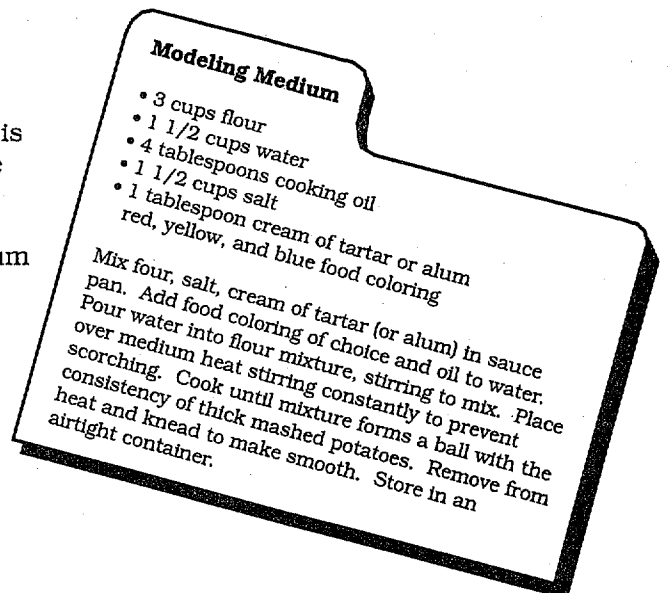 is
e
um
Modeling Medium
• 3 cups flour
• 1 1/2 cups water
• 4 tablespoons cooking oil
• 1 1/2 cups salt
• 1 tablespoon cream of tartar or alum
red, yellow, and blue food coloring
Mix four, salt, cream of tartar (or alum) in sauce
pan. Add food coloring of choice and oil to water.
Pour water into flour mixture, stirring to mix. Place
over medium heat stirring constantly to prevent
scorching. Cook until mixture forms a ball with the
consistency of thick mashed potatoes. Remove from
heat and knead to make smooth. Store in an
airtight container.